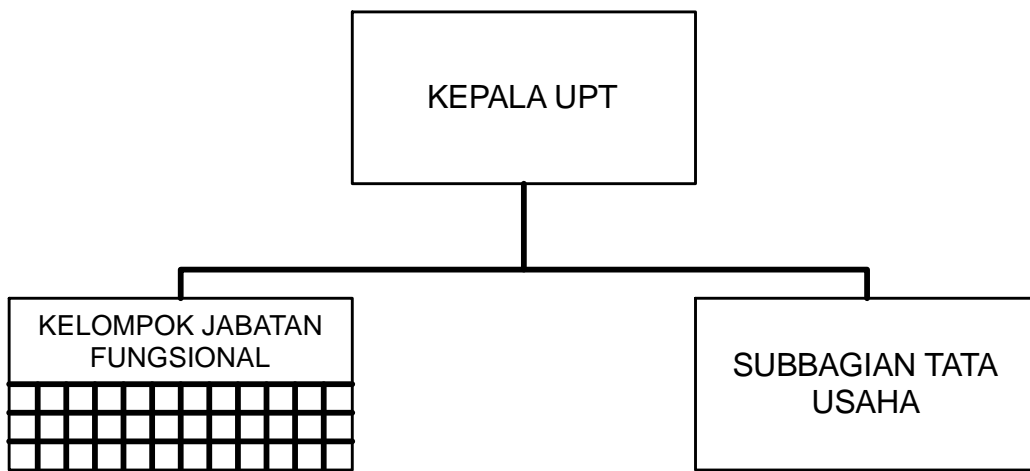 KEPALA UPT
KELOMPOK JABATAN
FUNGSIONAL
SUBBAGIAN TATA
USAHA